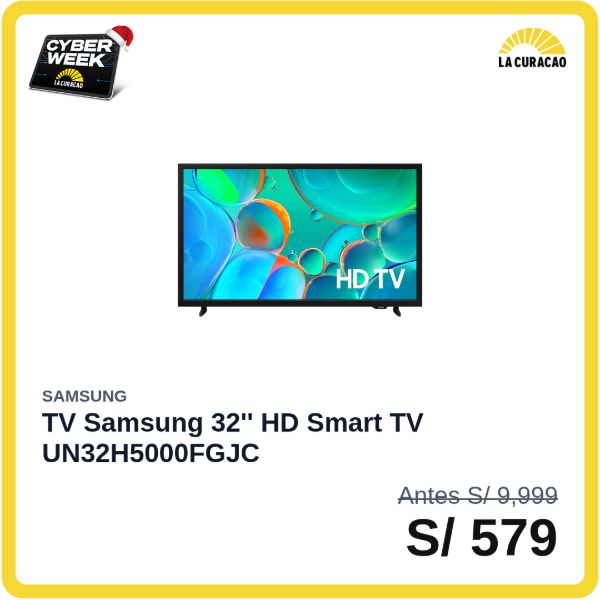 CYBER
WEEK
LA CURACAO
LA CURACAO
HD TV
SAMSUNG
TV Samsung 32'' HD Smart TV
UN32H5000FGJC
Antes S/ 9,999
S/ 579